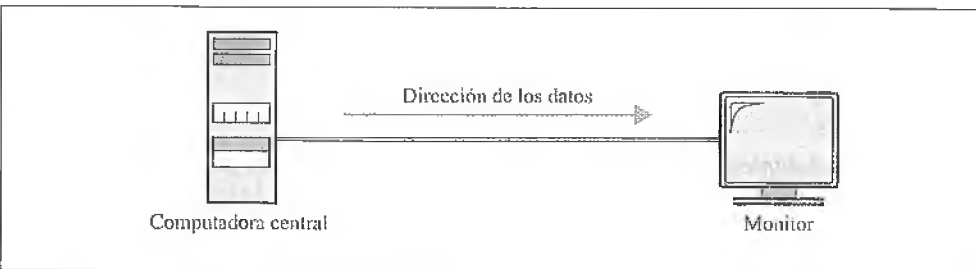 Dirección de los datos
Computadora central
Monitor